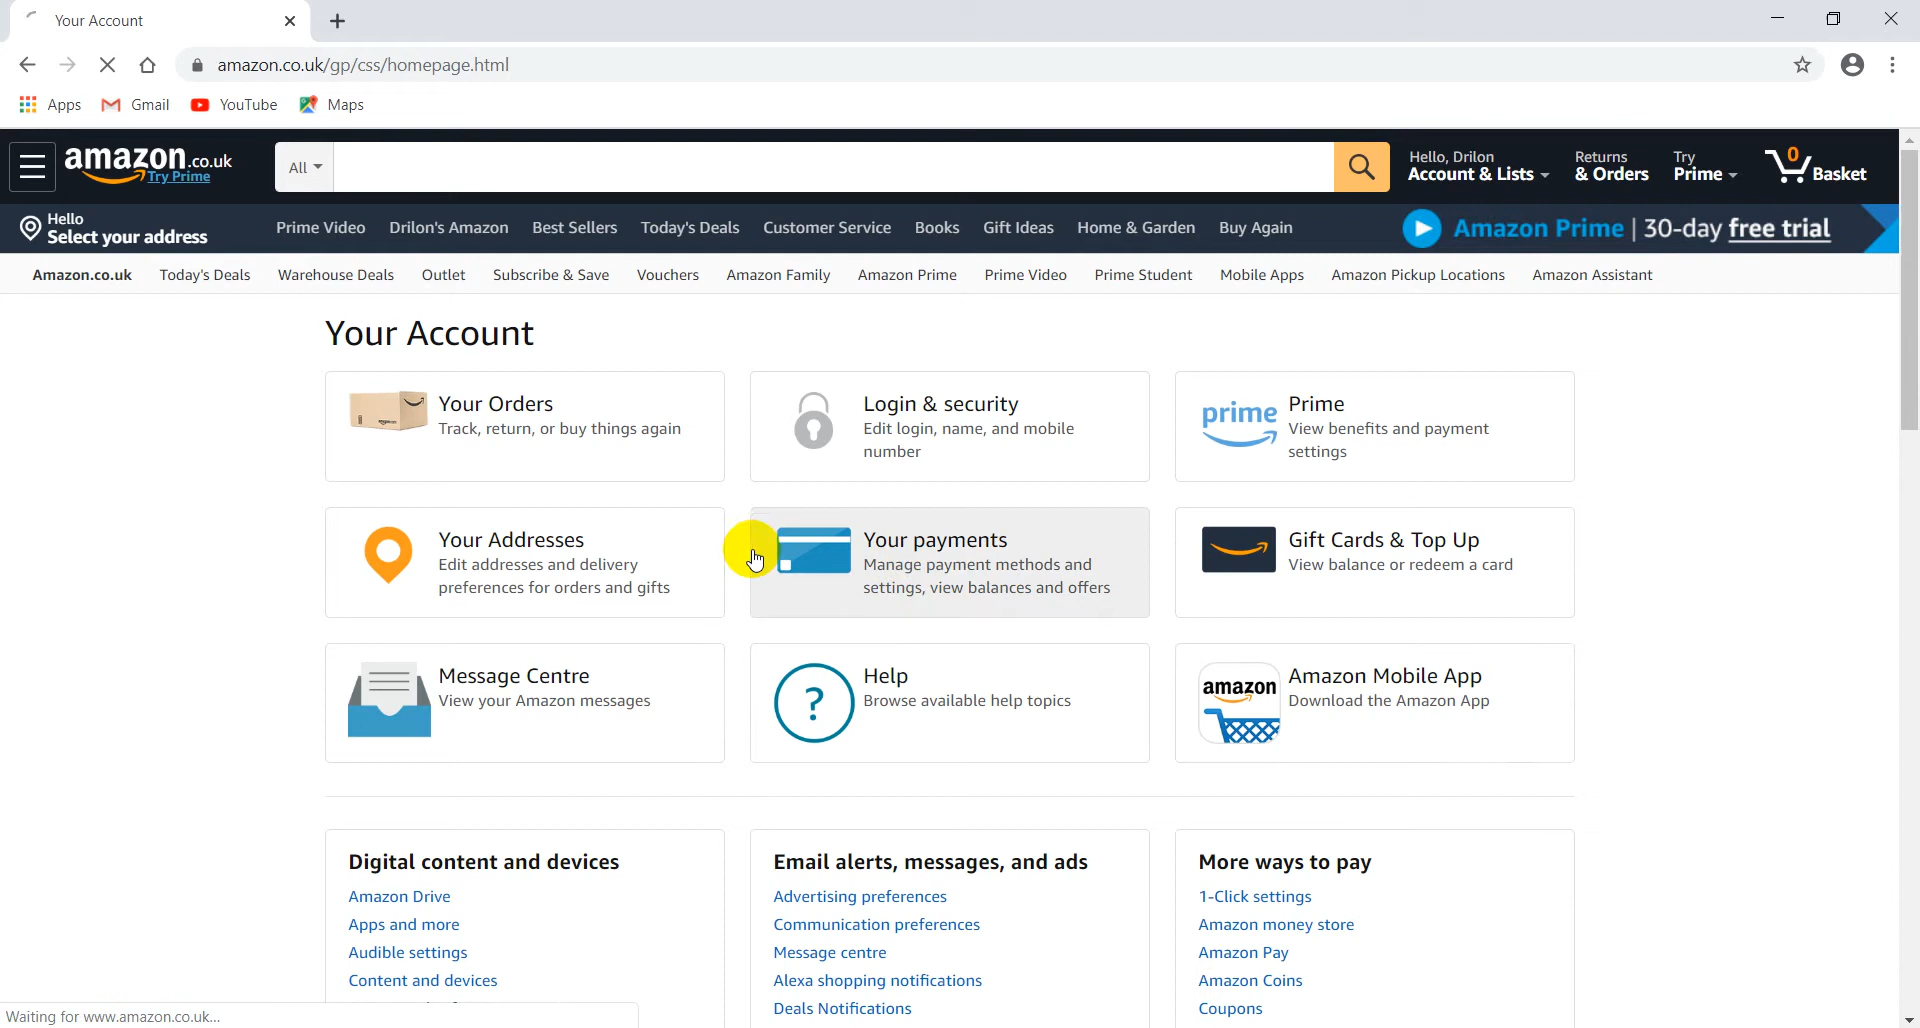 Your Account
amazon.co.uk/gp/css/homepage.html
Apps Gmail YouTube Maps
amazon.co.uk
Try Prime
All
Hello, Drilon
Account & Lists
Returns
& Orders
Try
Prime
0
Basket
Hello
Select your address
Prime Video Drilon's Amazon Best Sellers Today's Deals Customer Service Books Gift Ideas Home & Garden Buy Again
Amazon Prime | 30-day free trial
Amazon.co.uk Today's Deals Warehouse Deals Outlet Subscribe & Save Vouchers Amazon Family Amazon Prime Prime Video Prime Student Mobile Apps Amazon Pickup Locations Amazon Assistant
Your Account
Your Orders
Track, return, or buy things again
Login & security
Edit login, name, and mobile
number
prime
Prime
View benefits and payment
settings
Your Addresses
Edit addresses and delivery
preferences for orders and gifts
Your payments
Manage payment methods and
settings, view balances and offers
Gift Cards & Top Up
View balance or redeem a card
Message Centre
View your Amazon messages
?
Help
Browse available help topics
amazon
Amazon Mobile App
Download the Amazon App
Digital content and devices
Amazon Drive
Apps and more
Audible settings
Content and devices
Email alerts, messages, and ads
Advertising preferences
Communication preferences
Message centre
Alexa shopping notifications
Deals Notifications
More ways to pay
1-Click settings
Amazon money store
Amazon Pay
Amazon Coins
Coupons
Waiting for www.amazon.co.uk...